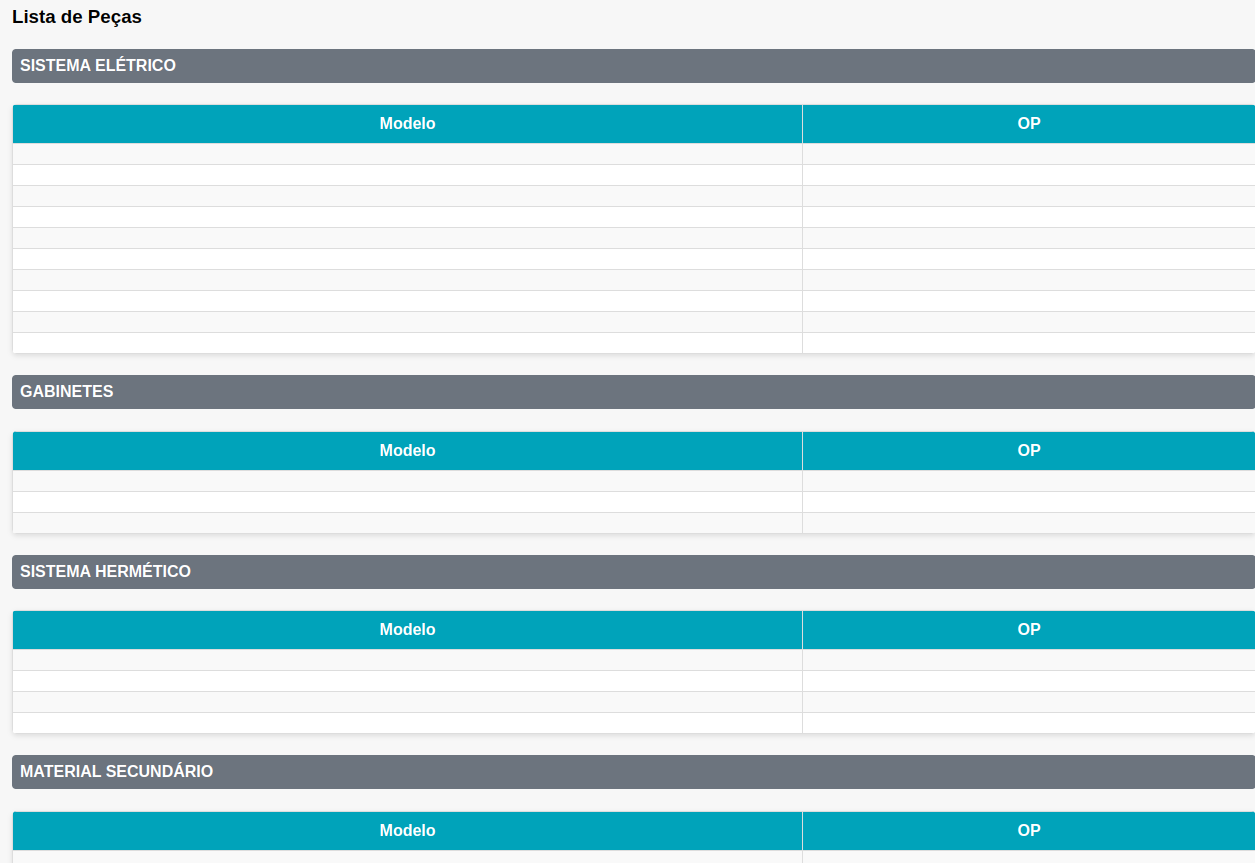 Lista de Peças
SISTEMA ELÉTRICO
Modelo OP
GABINETES
Modelo OP
SISTEMA HERMÉTICO
Modelo OP
MATERIAL SECUNDÁRIO
Modelo OP